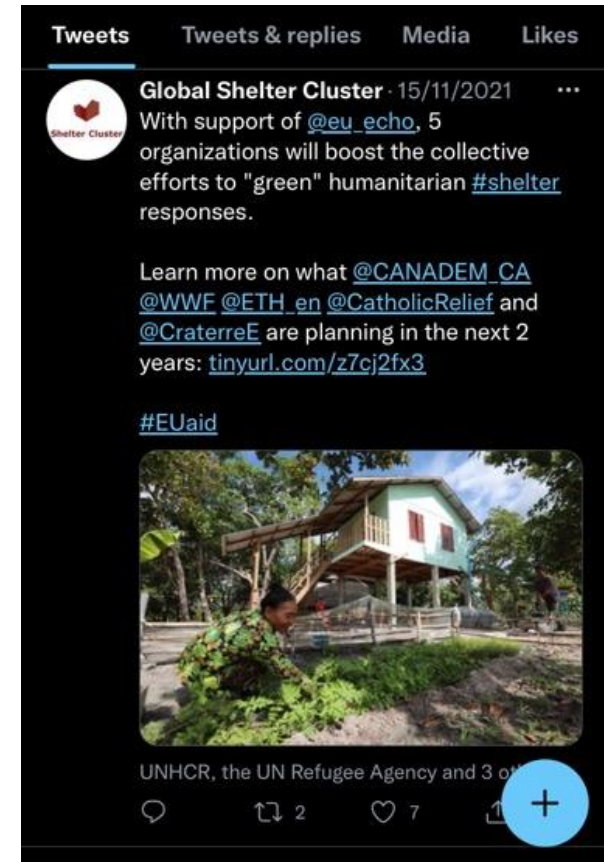 Tweets Tweets & replies Media Likes
Shelter Cluster
Global Shelter Cluster · 15/11/2021 ...
With support of @eu_echo, 5
organizations will boost the collective
efforts to "green" humanitarian #shelter
responses.
Learn more on what @CANADEM_CA
@WWF @ETH_en @CatholicRelief and
@CraterreE are planning in the next 2
years: tinyurl.com/z7cj2fx3
#EUaid
UNHCR, the UN Refugee Agency and 3
2 7